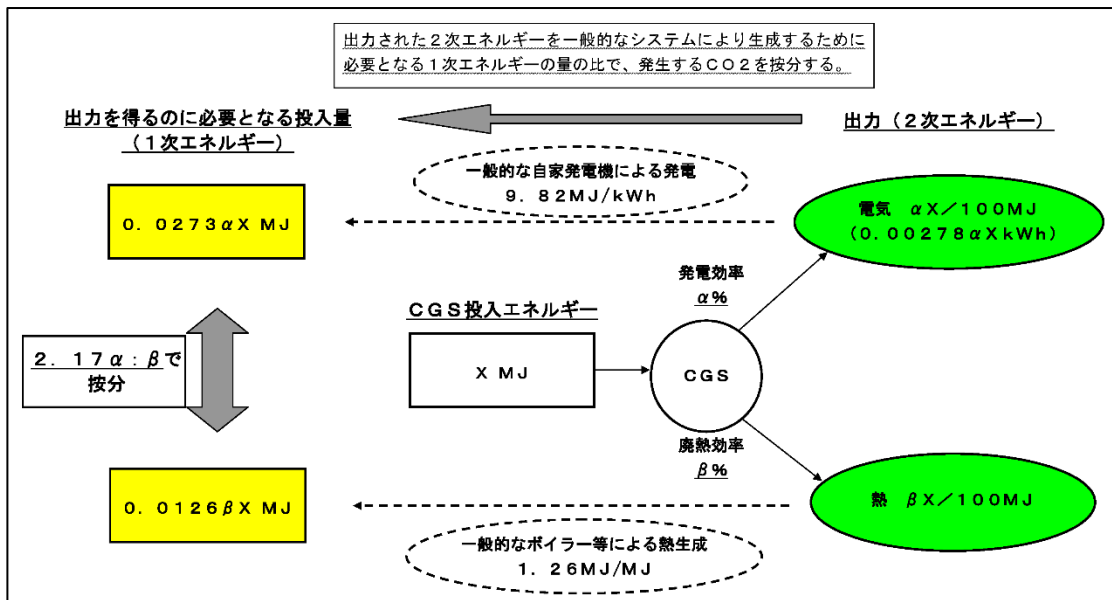 出力された２次エネルギーを一般的なシステムにより生成するために
必要となる１次エネルギーの量の比で、発生するＣＯ２を按分する。
出力を得るのに必要となる投入量
（１次エネルギー）
出力（２次エネルギー）
一般的な自家発電機による発電
９．８２MJ/kWh
０．０２７３αＸ ＭＪ
電気　αＸ／１００ＭＪ
（０．００２７８αＸｋＷｈ）
発電効率
α％
ＣＧＳ投入エネルギー
２．１７α：βで
按分
Ｘ ＭＪ
ＣＧＳ
廃熱効率
β％
０．０１２６βＸ ＭＪ
熱　βＸ／１００ＭＪ
一般的なボイラー等による熱生成
１．２６MJ/MJ